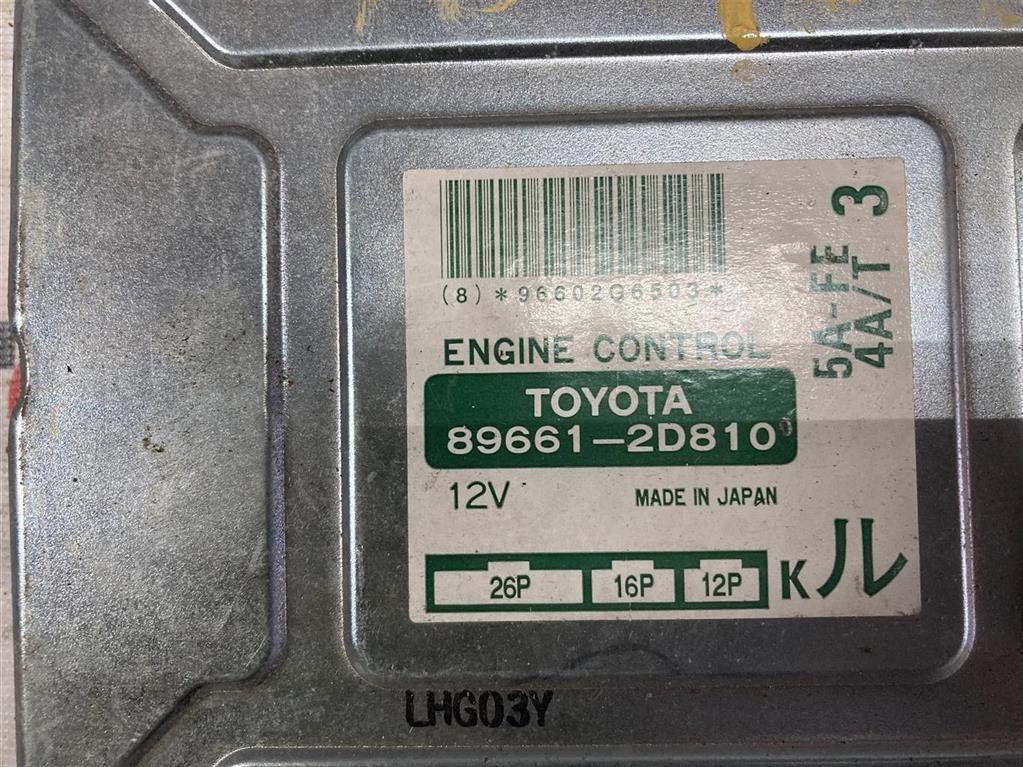 (8) *96602G6503*
5A-FE 3
4A/T
ENGINE CONTROL
TOYOTA
89661-2D810
12V MADE IN JAPAN
26P 16P 12P K ル
LHG03Y